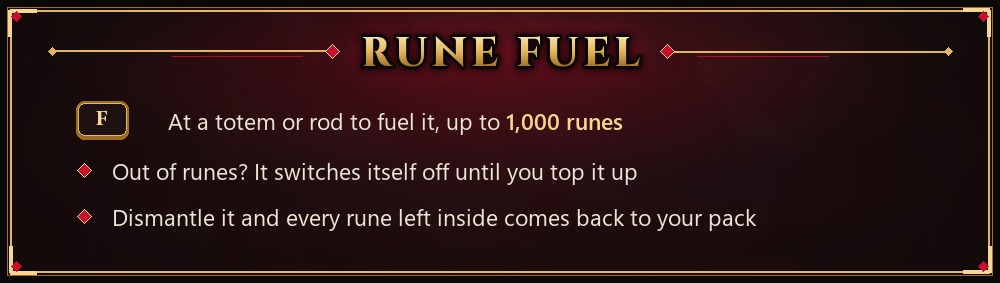 RUNE FUEL
F At a totem or rod to fuel it, up to 1,000 runes
Out of runes? It switches itself off until you top it up
Dismantle it and every rune left inside comes back to your pack